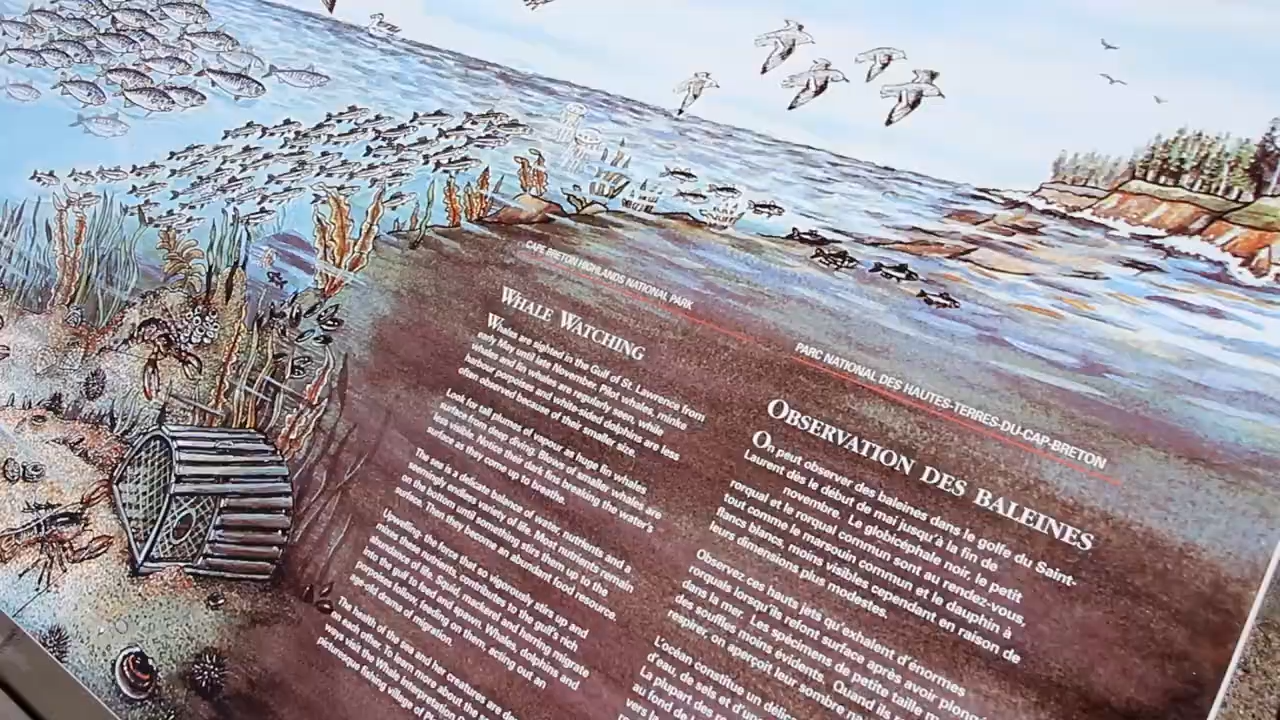 CAPE BRETON HIGHLANDS NATIONAL PARK
WHALE WATCHING
Whales are sighted in the Gulf of St. Lawrence from
early May until late November. Pilot whales, minke
whales and fin whales are regularly seen, while
harbour porpoises and white-sided dolphins are less
often observed because of their smaller size.
Look for tall plumes of vapour as huge fin whales
surface from deep diving. Blows of smaller whales are
less visible. Notice their dark fins breaking the water's
surface as they come up to breathe.
The sea is a delicate balance of water, nutrients and a
seemingly endless variety of life. Most nutrients remain
on the bottom until something stirs them up to the
surface. Then they become an abundant food resource.
Upwelling, the force that so vigorously stirs up and
mixes these nutrients, contributes to the gulf's rich
abundance of life. Squid, mackerel and herring migrate
into the gulf to feed and spawn. Whales, dolphins and
porpoises follow, feeding on them, acting out an
age-old drama of migration.
The health of the sea and her creatures are
on each other. To learn more about the
ways visit the Whale Interpretation
picturesque fishing village of
PARC NATIONAL DES HAUTES-TERRES-DU-CAP-BRETON
OBSERVATION DES BALEINES
On peut observer des baleines dans le golfe du Saint-
Laurent dès le début de mai jusqu'à la fin de
novembre. Le globicéphale noir, le petit
rorqual et le rorqual commun sont au rendez-vous,
tout comme le marsouin commun et le dauphin à
flancs blancs, moins visibles cependant en raison de
leurs dimensions plus modestes.
Observez ces hauts jets qu'exhalent d'énormes
rorquals lorsqu'ils refont surface après avoir
dans la mer. Les spécimens de petite taille
des souffles moins évidents. Quand ils
respirer, on aperçoit leur sombre
L'océan constitue un
d'eau, de sels et
La plupart des
au fond de
vers